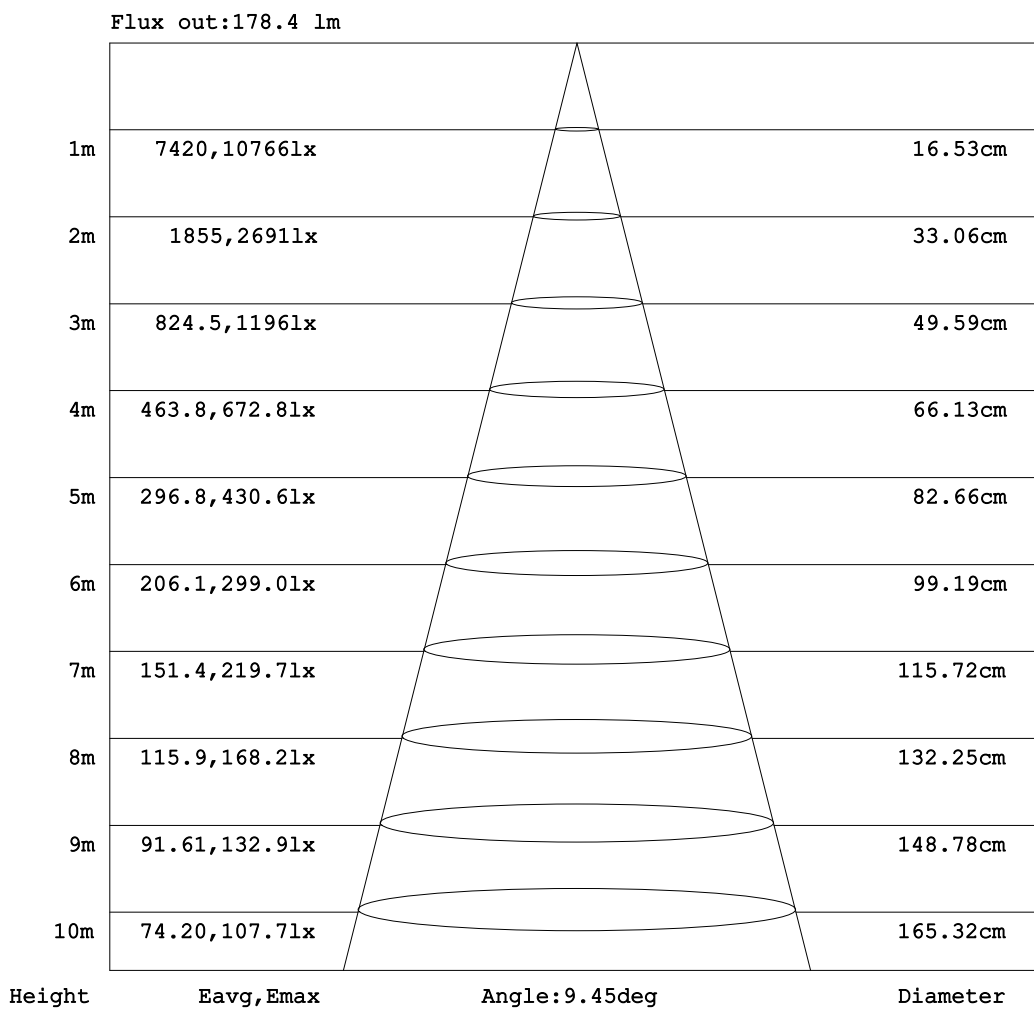 Flux out:178.4 lm
1m 7420,10766lx 16.53cm
2m 1855,2691lx 33.06cm
3m 824.5,1196lx 49.59cm
4m 463.8,672.8lx 66.13cm
5m 296.8,430.6lx 82.66cm
6m 206.1,299.0lx 99.19cm
7m 151.4,219.7lx 115.72cm
8m 115.9,168.2lx 132.25cm
9m 91.61,132.9lx 148.78cm
10m 74.20,107.7lx 165.32cm
Height Eavg,Emax Angle:9.45deg Diameter